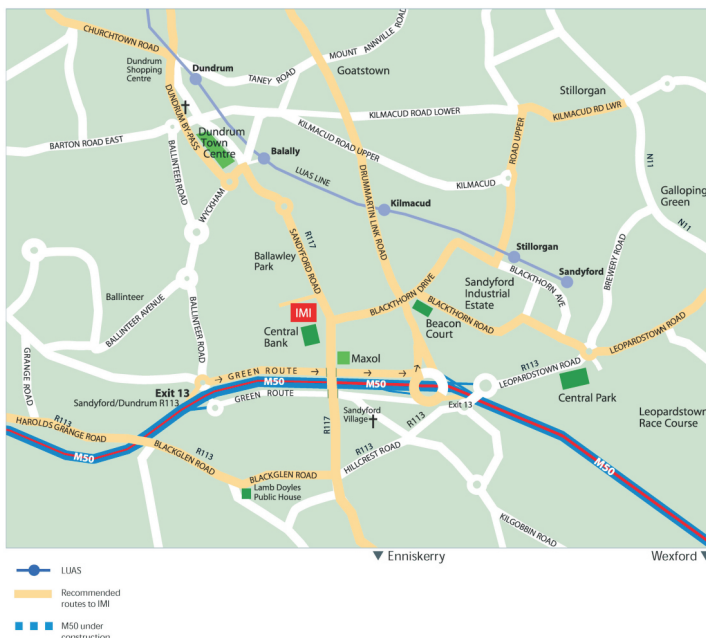 CHURCHTOWN ROAD
Dundrum
Shopping
Centre
Dundrum
TANEY ROAD
MOUNT ANNVILLE ROAD
Goatstown
Stillorgan
DUNDRUM BY-PASS
KILMACUD ROAD LOWER
KILMACUD RD LWR
BARTON ROAD EAST
Dundrum
Town
Centre
KILMACUD ROAD UPPER
ROAD UPPER
BALLINTEER ROAD
Balally
LUAS LINE
KILMACUD
N11
WYCKHAM
DRUMMARTIN LINK ROAD
Kilmacud
Galloping
Green
N11
R117
Ballawley
Park
SANDYFORD ROAD
Stillorgan
Sandyford
BREWERY ROAD
BLACKTHORN DRIVE
Sandyford
Industrial
Estate
BLACKTHORN AVE
Ballinteer
BALLINTEER AVENUE
BALLINTEER ROAD
IMI
Central
Bank
Beacon
Court
BLACKTHORN ROAD
LEOPARDSTOWN ROAD
GRANGE ROAD
Maxol
GREEN ROUTE
M50
M50
R113
LEOPARDSTOWN ROAD
Exit 13
Sandyford/Dundrum R113
GREEN ROUTE
Central Park
Exit 13
Sandyford
Village
R113
HAROLDS GRANGE ROAD
R113
R117
R113
Leopardstown
Race Course
M50
BLACKGLEN ROAD
R113
BLACKGLEN ROAD
HILLCREST ROAD
M50
Lamb Doyles
Public House
KILGOBBIN ROAD
Enniskerry
Wexford
LUAS
Recommended
routes to IMI
M50 under
construction